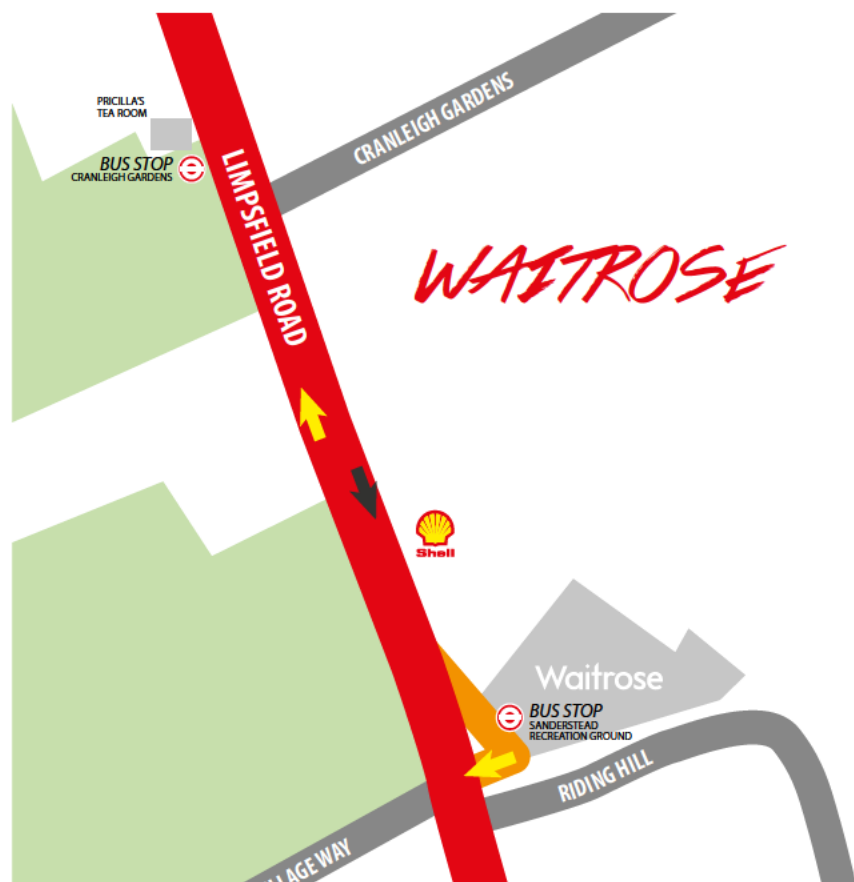 PRICILLA'S
TEA ROOM
BUS STOP
CRANLEIGH GARDENS
LIMPSFIELD ROAD
CRANLEIGH GARDENS
WAITROSE
Shell
Waitrose
BUS STOP
SANDERSTEAD
RECREATION GROUND
RIDING HILL
LLAGE WAY